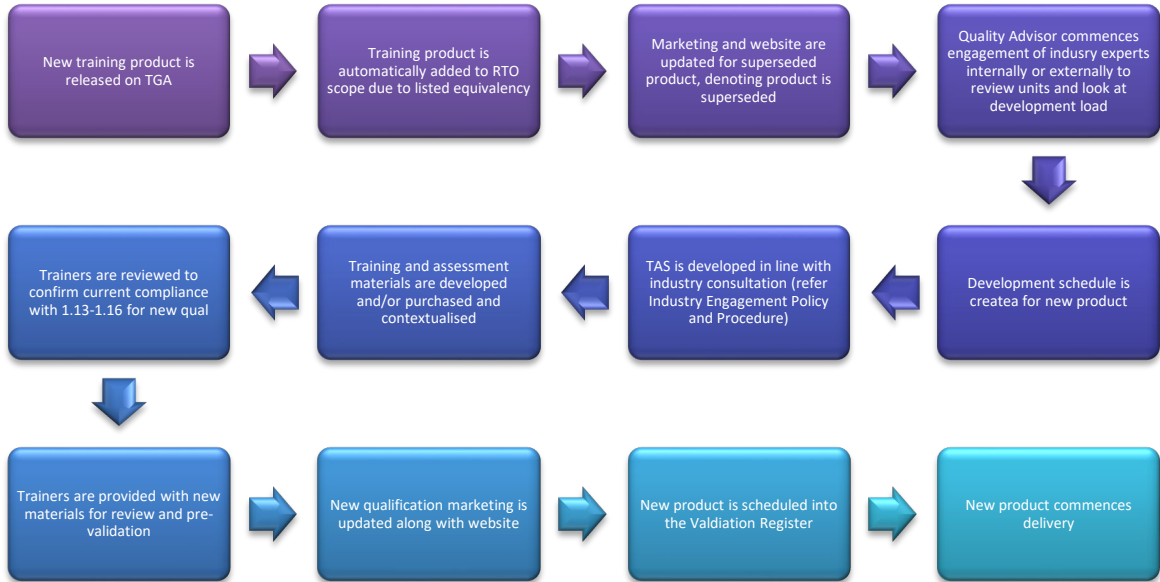 New training product is
released on TGA
Training product is
automatically added to RTO
scope due to listed equivalency
Marketing and website are
updated for superseded
product, denoting product is
superseded
Quality Advisor commences
engagement of indusry experts
internally or externally to
review units and look at
development load
Development schedule is
createa for new product
TAS is developed in line with
industry consultation (refer
Industry Engagement Policy
and Procedure)
Training and assessment
materials are developed
and/or purchased and
contextualised
Trainers are reviewed to
confirm current compliance
with 1.13-1.16 for new qual
Trainers are provided with new
materials for review and pre-
validation
New qualification marketing is
updated along with website
New product is scheduled into
the Valdiation Register
New product commences
delivery